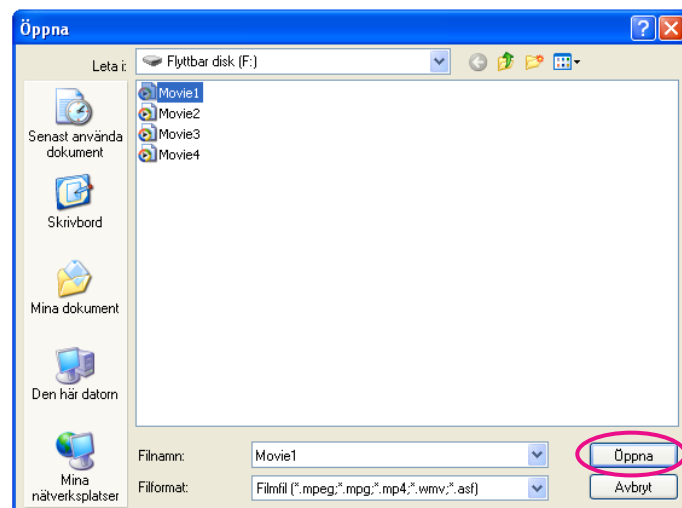 Öppna
Leta i:
Flyttbar disk (F:)
Movie1
Movie2
Movie3
Movie4
Senast använda
dokument
Skrivbord
Mina dokument
Den här datorn
Mina
nätverksplatser
Filnamn:
Movie1
Öppna
Filformat:
Filmfil (*.mpeg;*.mpg;*.mp4;*.wmv;*.asf)
Avbryt